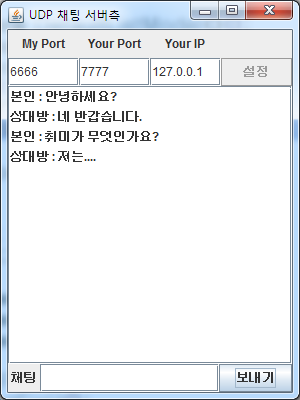 UDP 채팅 서버측
My Port Your Port Your IP
6666 7777 127.0.0.1 설정
본인 : 안녕하세요?
상대방 : 네 반갑습니다.
본인 : 취미가 무엇인가요?
상대방 : 저는....
채팅 보내기